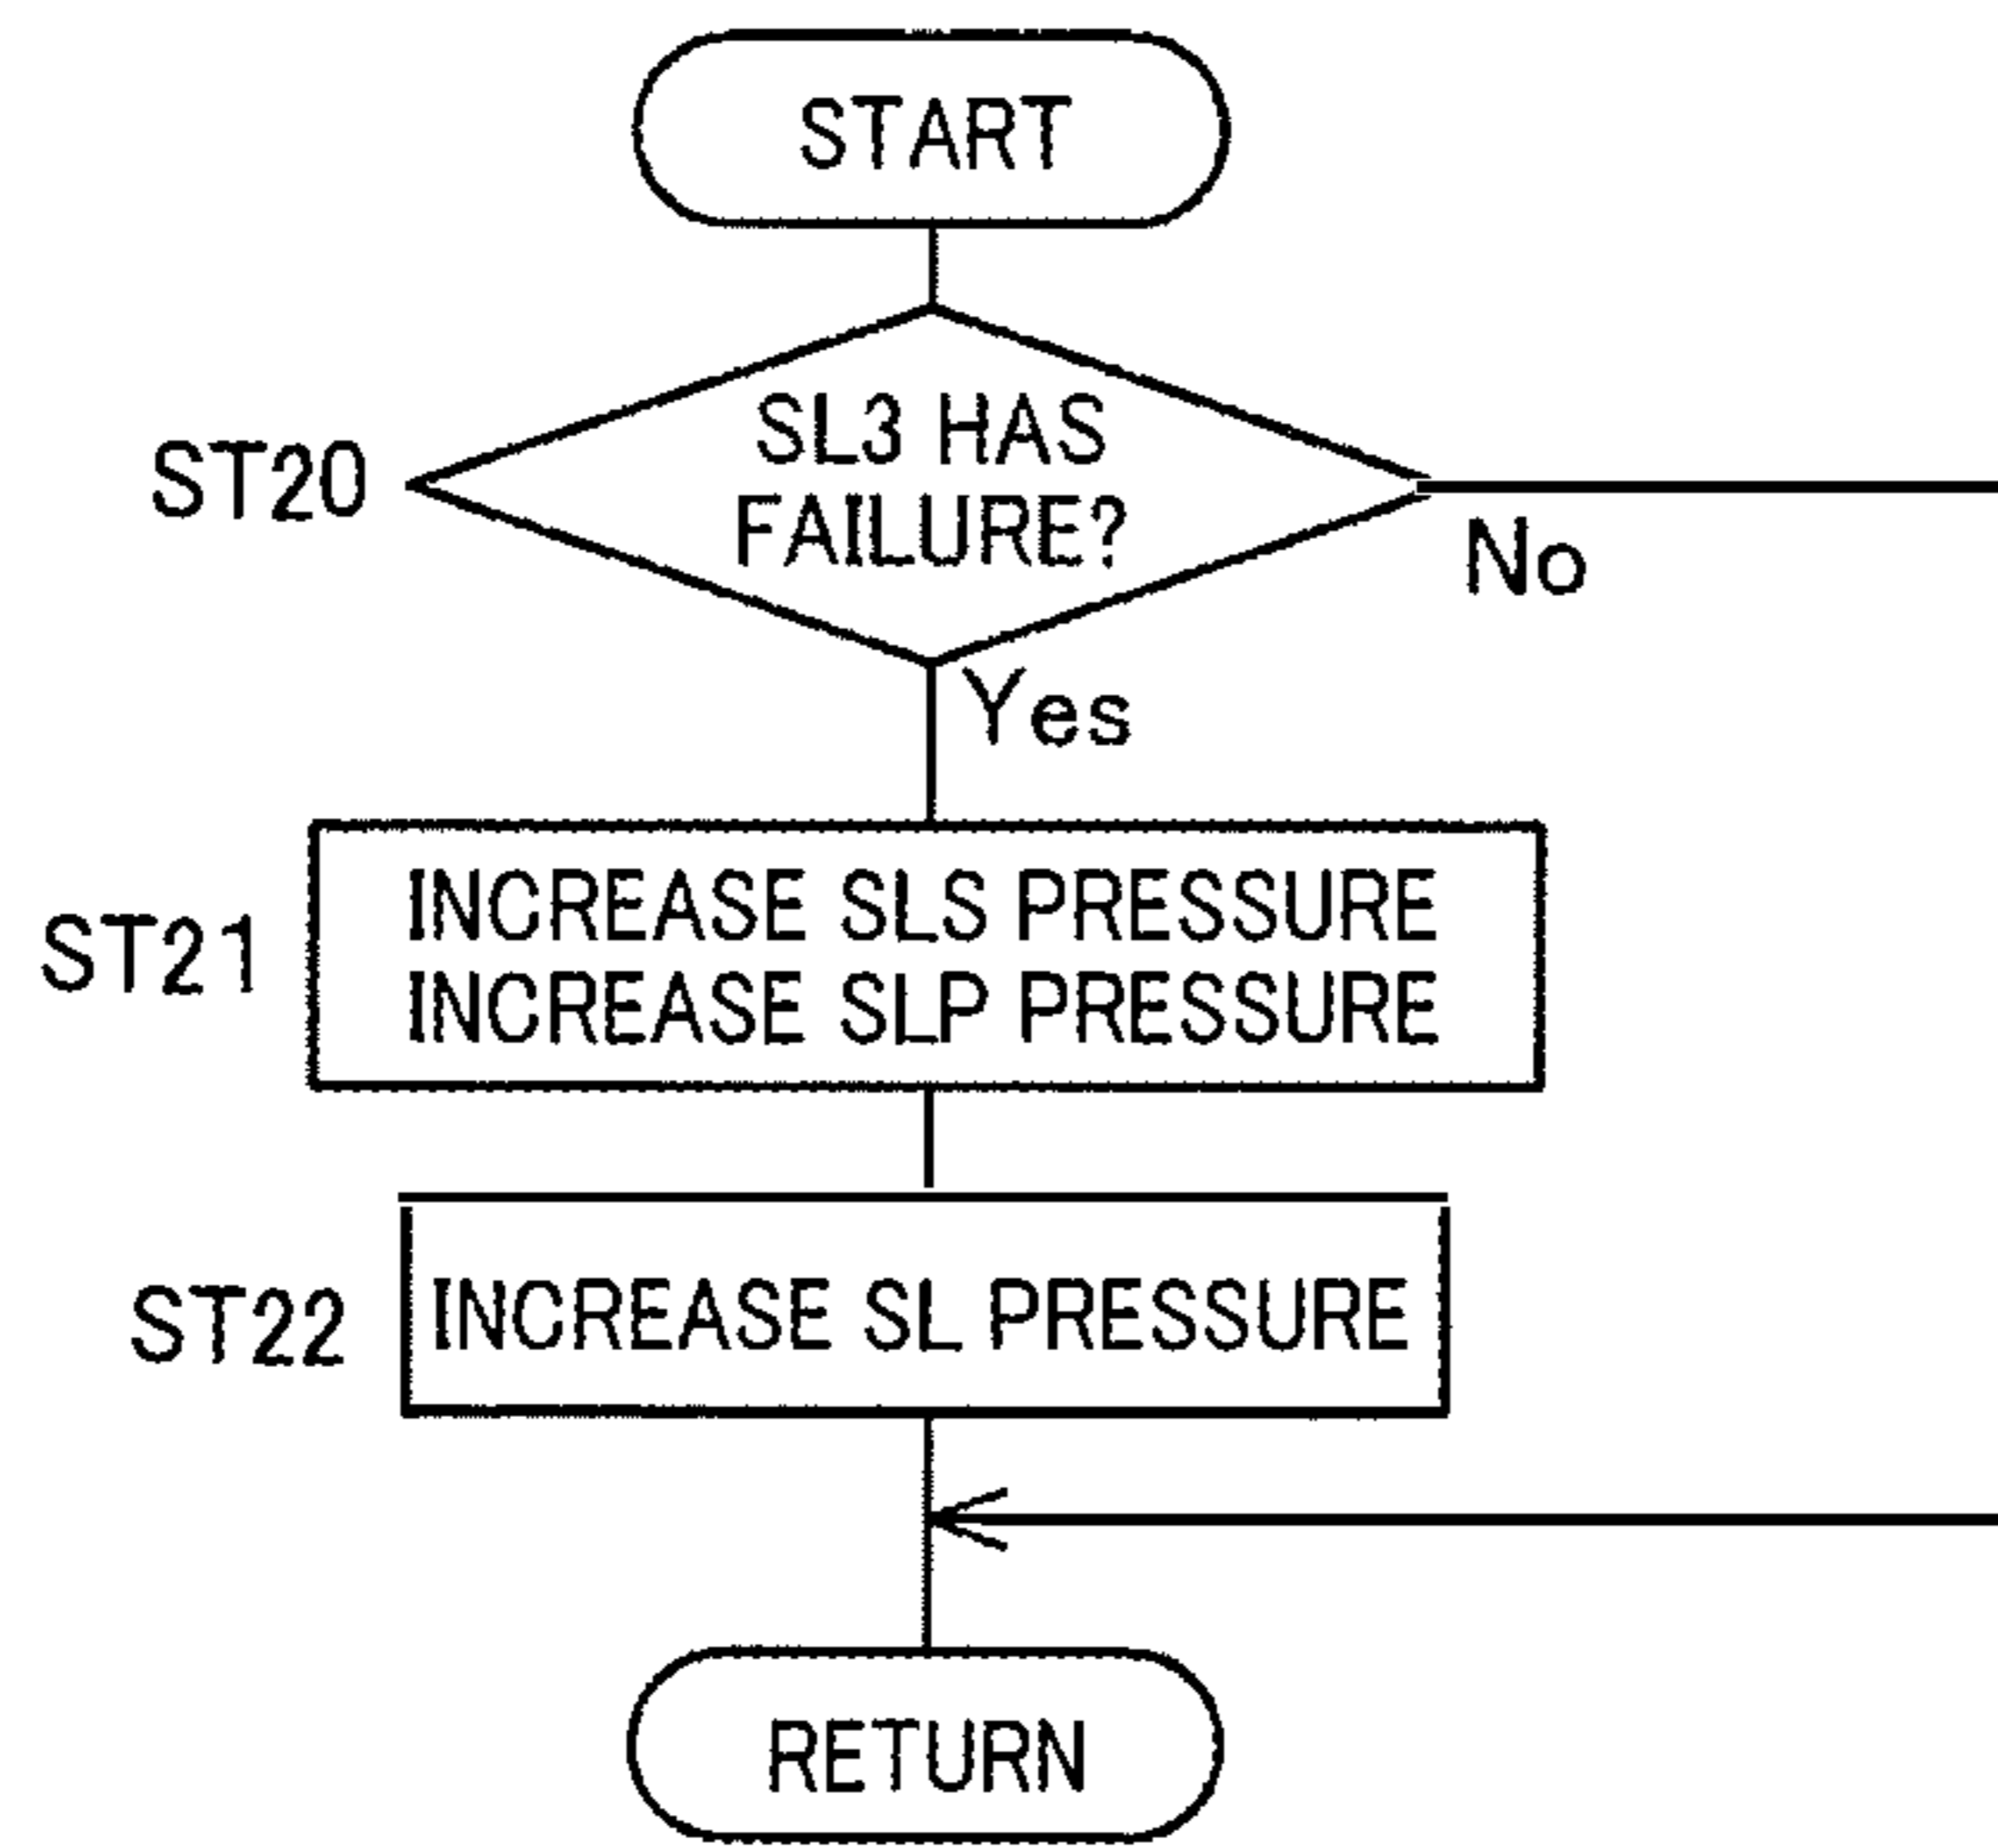 START
ST20
SL3 HAS
FAILURE?
No
Yes
ST21
INCREASE SLS PRESSURE
INCREASE SLP PRESSURE
ST22
INCREASE SL PRESSURE
RETURN